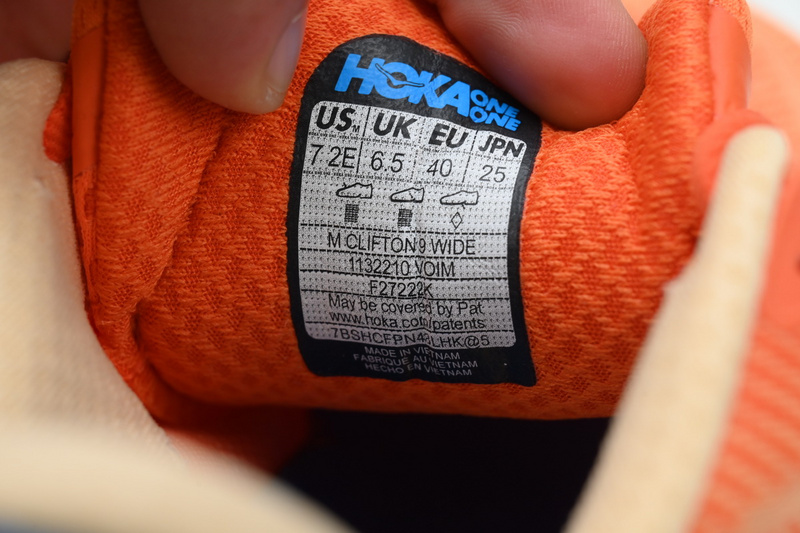 HOKA ONE ONE
US M UK EU JPN
7 2E 6.5 40 25
M CLIFTON 9 WIDE
1132210 VOIM
F27222K
May be covered by Pat
www.hoka.com/patents
MADE IN VIETNAM
FABRIQUE AU VIETNAM
HECHO EN VIETNAM